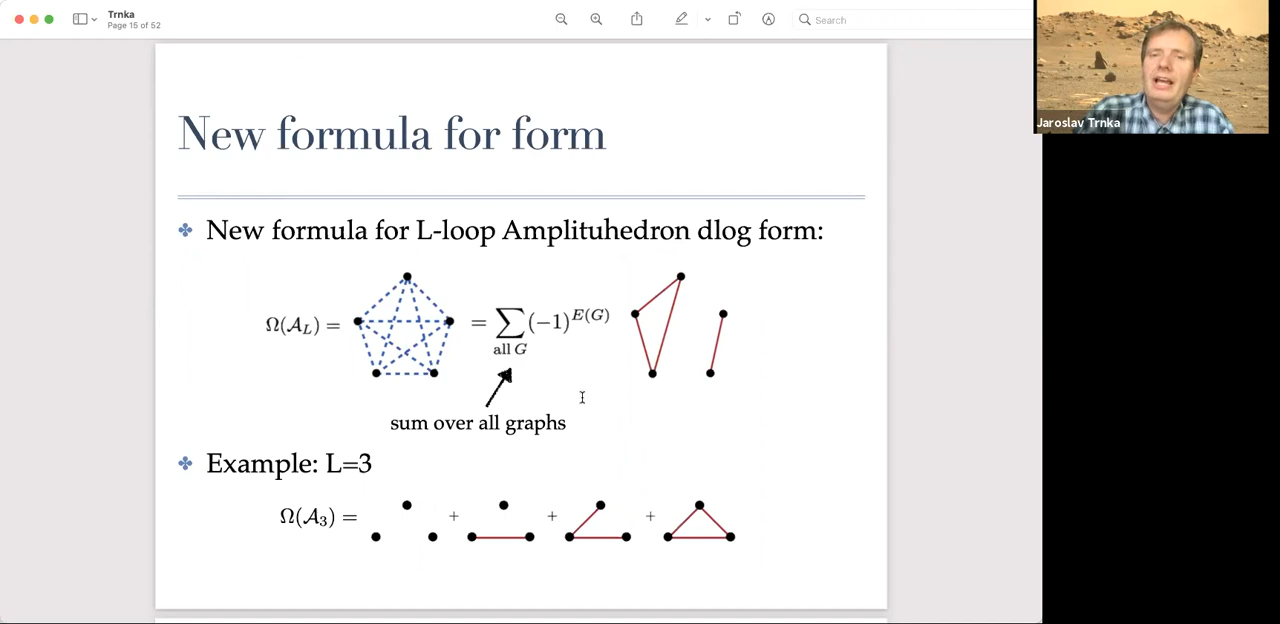 Trnka
Page 15 of 52
Search
Jaroslav Trnka
New formula for form
New formula for L-loop Amplituhedron dlog form:
Ω(𝒜_L) = = ∑ (−1)^{E(G)}
all G
sum over all graphs
Example: L=3
Ω(𝒜₃) = + + +